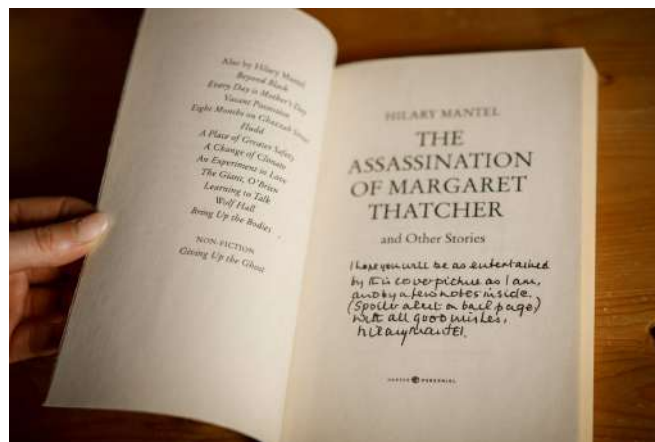 Also by Hilary Mantel
Beyond Black
Every Day is Mother's Day
Vacant Possession
Eight Months on Ghazzah Street
Fludd
A Place of Greater Safety
A Change of Climate
An Experiment in Love
The Giant, O'Brien
Learning to Talk
Wolf Hall
Bring Up the Bodies
NON-FICTION
Giving Up the Ghost
HILARY MANTEL
THE
ASSASSINATION
OF MARGARET
THATCHER
and Other Stories
I hope you will be as entertained
by this cover picture as I am,
and by a few notes inside.
(Spoiler alert on back page)
With all good wishes,
Hilary Mantel.
HARPER PERENNIAL